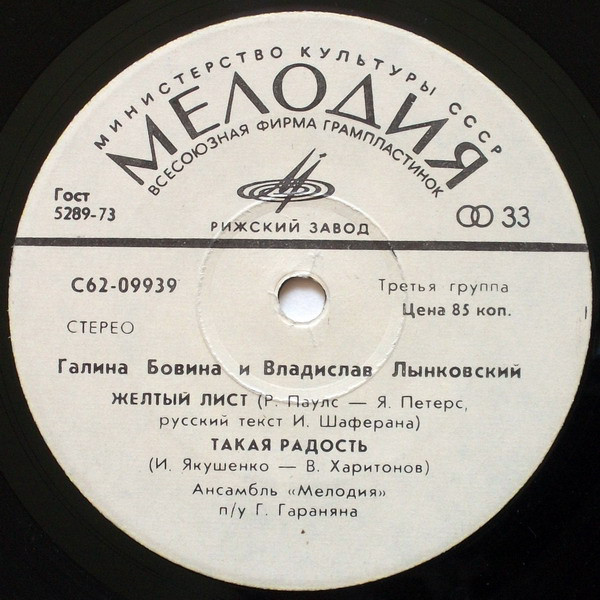 МИНИСТЕРСТВО КУЛЬТУРЫ СССР
МЕЛОДИЯ
ВСЕСОЮЗНАЯ ФИРМА ГРАМПЛАСТИНОК
Гост
5289-73
РИЖСКИЙ ЗАВОД
33
С62-09939
Третья группа
Цена 85 коп.
СТЕРЕО
Галина Бовина и Владислав Лынковский
ЖЕЛТЫЙ ЛИСТ (Р. Паулс — Я. Петерс,
русский текст И. Шаферана)
ТАКАЯ РАДОСТЬ
(И. Якушенко — В. Харитонов)
Ансамбль «Мелодия»
п/у Г. Гараняна